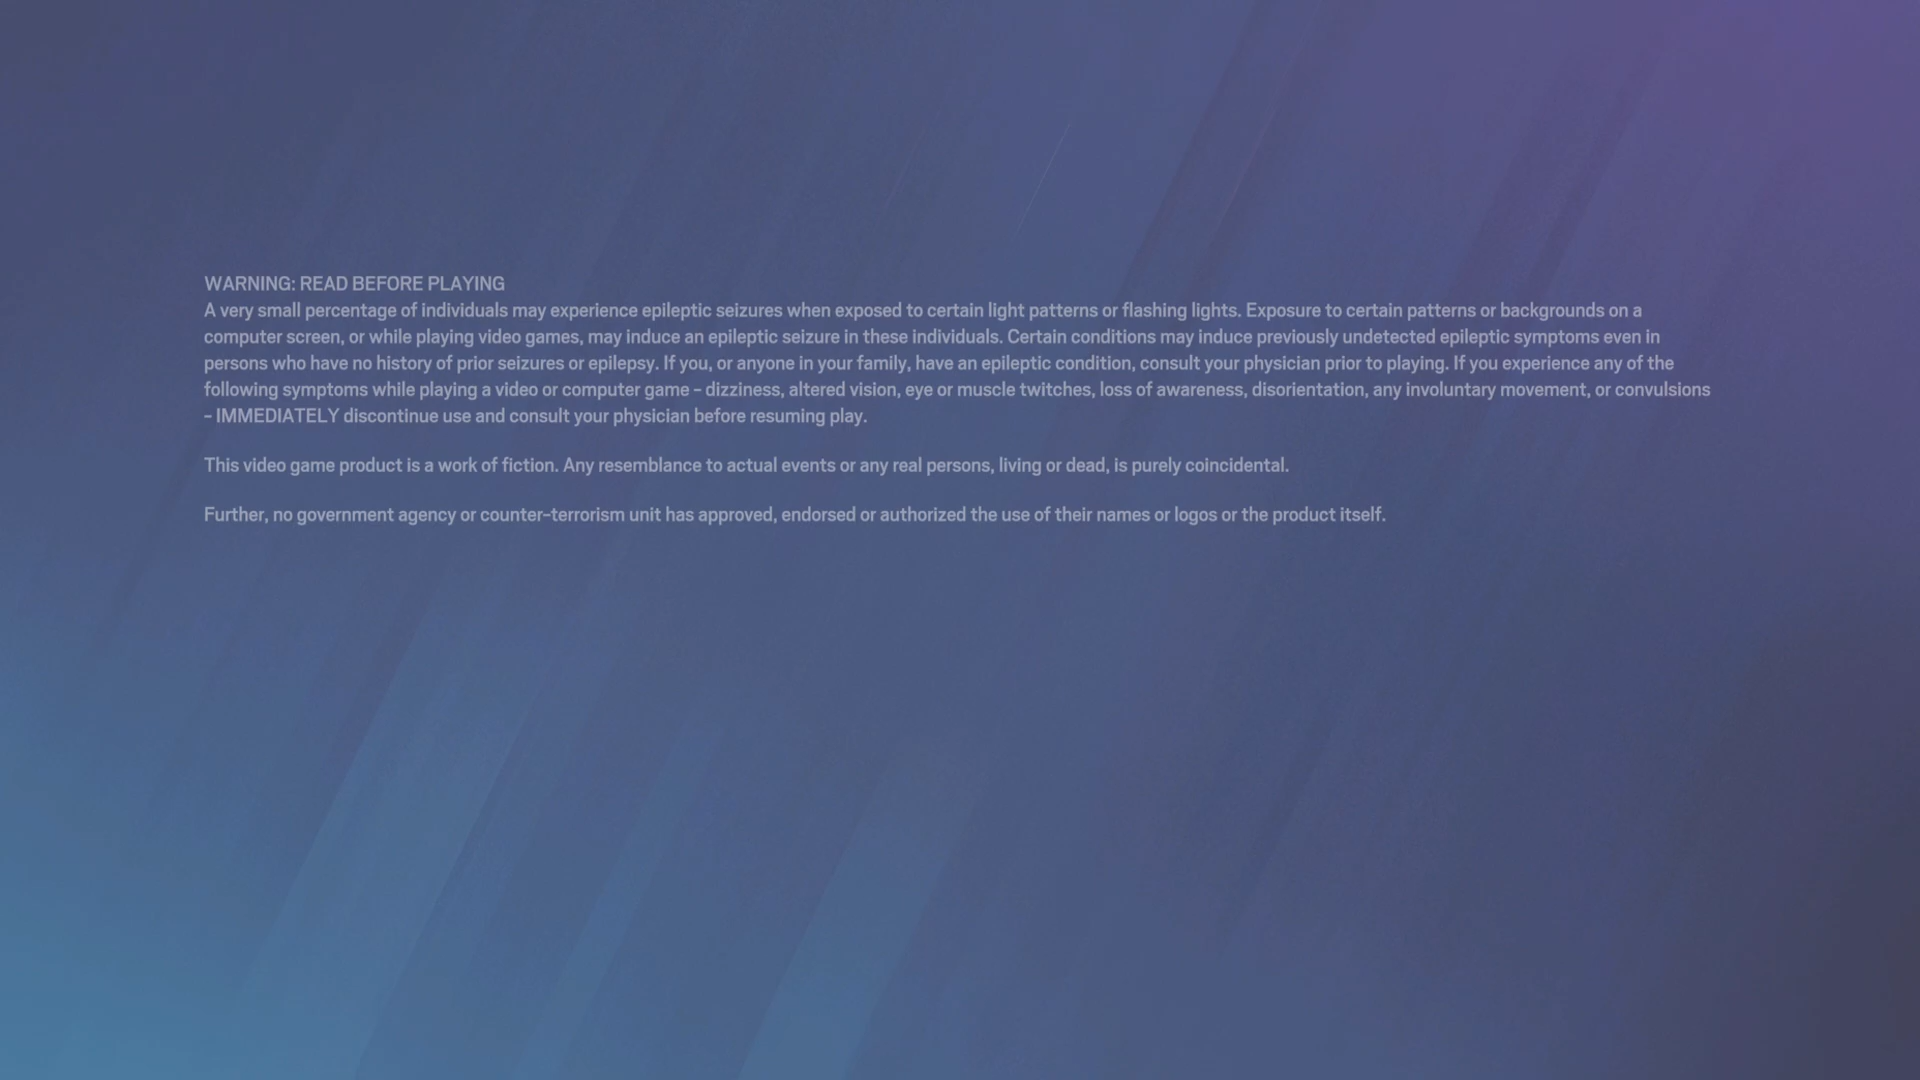 WARNING: READ BEFORE PLAYING
A very small percentage of individuals may experience epileptic seizures when exposed to certain light patterns or flashing lights. Exposure to certain patterns or backgrounds on a
computer screen, or while playing video games, may induce an epileptic seizure in these individuals. Certain conditions may induce previously undetected epileptic symptoms even in
persons who have no history of prior seizures or epilepsy. If you, or anyone in your family, have an epileptic condition, consult your physician prior to playing. If you experience any of the
following symptoms while playing a video or computer game - dizziness, altered vision, eye or muscle twitches, loss of awareness, disorientation, any involuntary movement, or convulsions
- IMMEDIATELY discontinue use and consult your physician before resuming play.
This video game product is a work of fiction. Any resemblance to actual events or any real persons, living or dead, is purely coincidental.
Further, no government agency or counter-terrorism unit has approved, endorsed or authorized the use of their names or logos or the product itself.